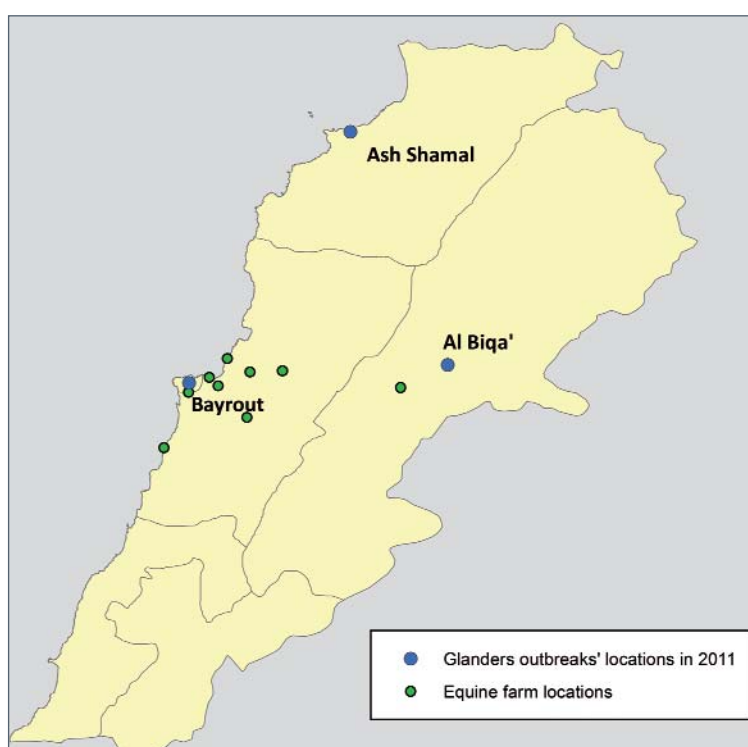 Ash Shamal
Al Biqa'
Bayrout
Glanders outbreaks' locations in 2011
Equine farm locations